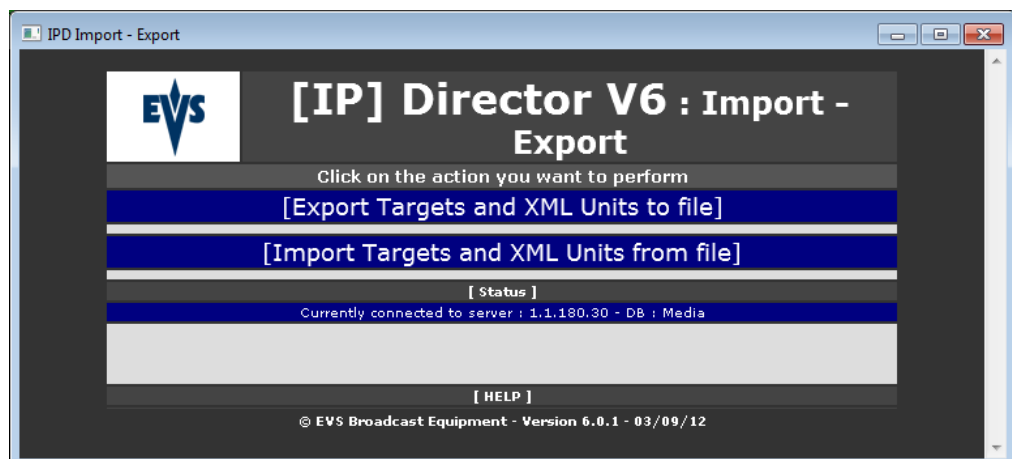 IPD Import - Export
EVS
[IP] Director V6 : Import -
Export
Click on the action you want to perform
[Export Targets and XML Units to file]
[Import Targets and XML Units from file]
[ Status ]
Currently connected to server : 1.1.180.30 - DB : Media
[ HELP ]
© EVS Broadcast Equipment - Version 6.0.1 - 03/09/12